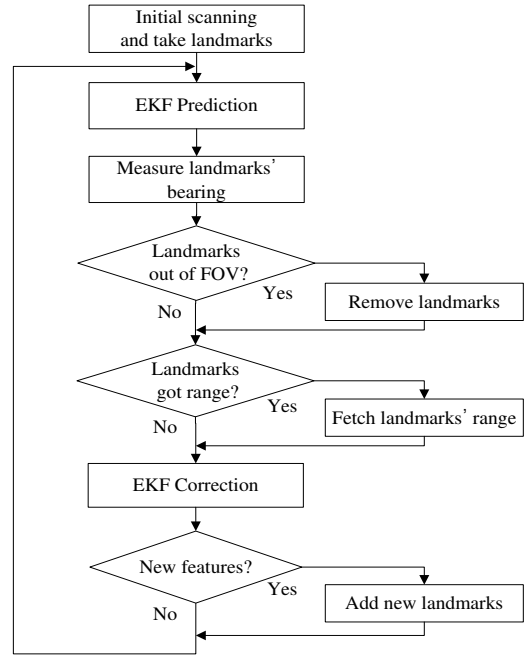 Initial scanning
and take landmarks
EKF Prediction
Measure landmarks'
bearing
Landmarks
out of FOV?
Yes
No
Remove landmarks
Landmarks
got range?
Yes
No
Fetch landmarks' range
EKF Correction
New features?
Yes
No
Add new landmarks